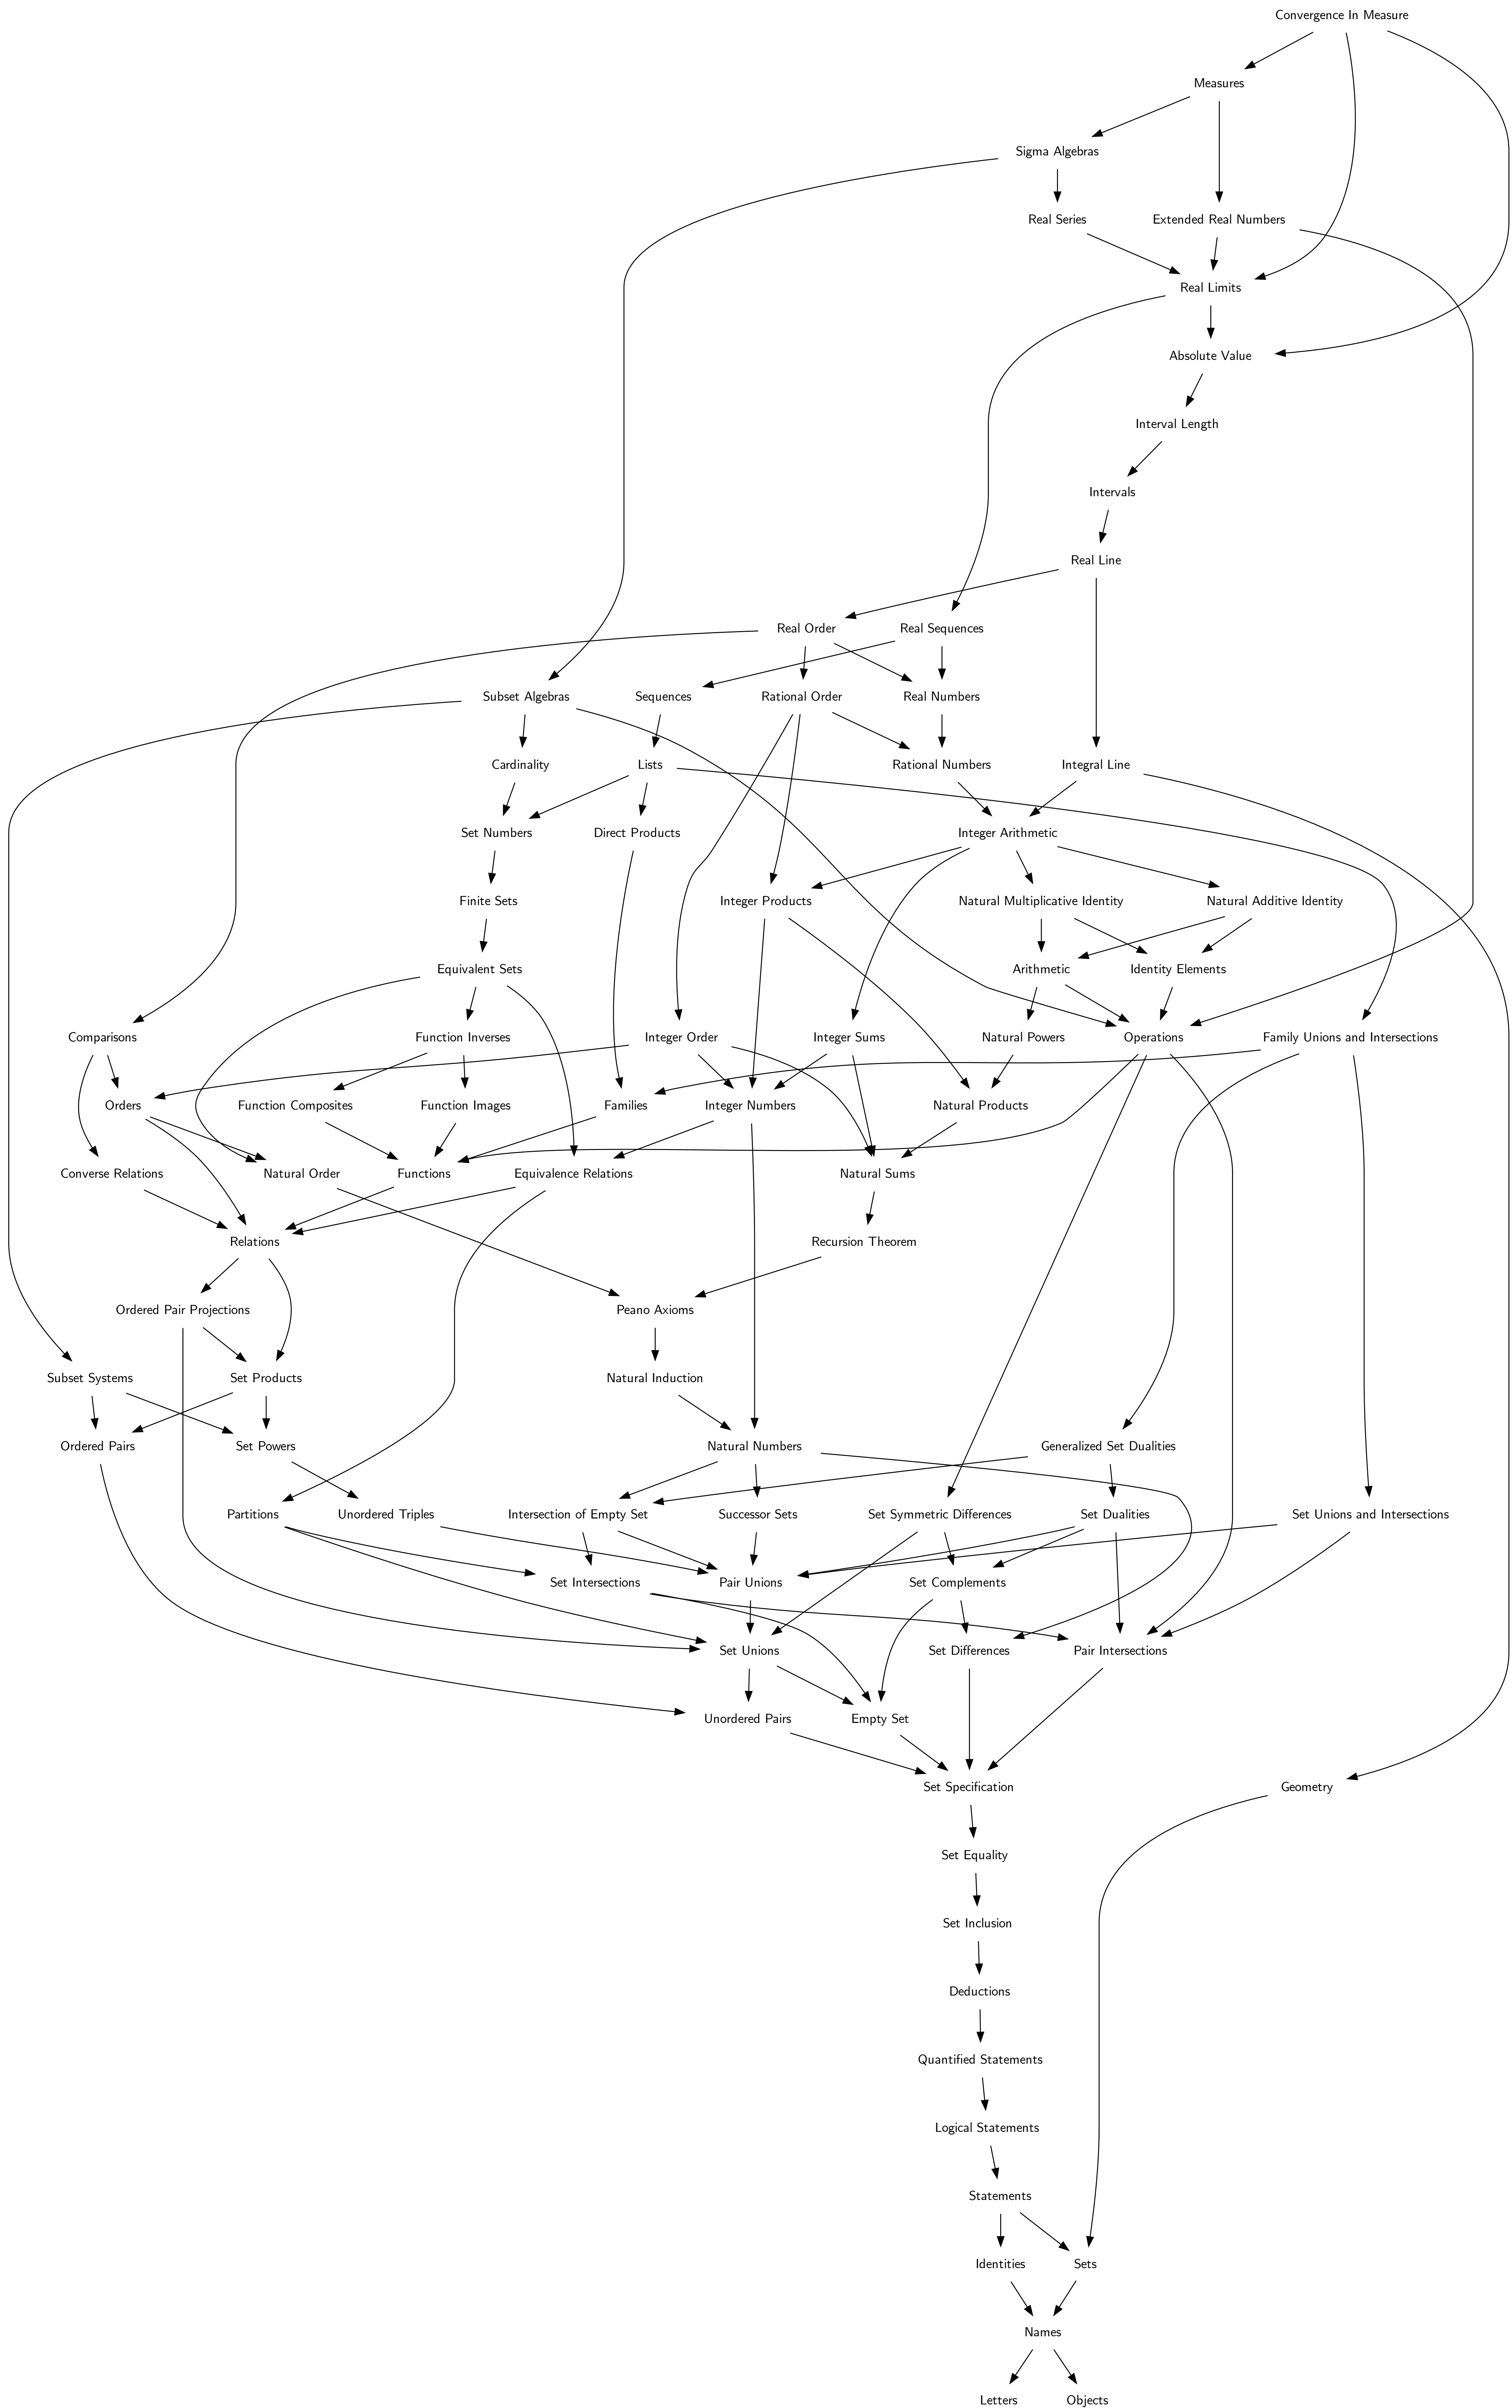 Convergence In Measure
Measures
Sigma Algebras
Real Series
Extended Real Numbers
Real Limits
Absolute Value
Interval Length
Intervals
Real Line
Real Order
Real Sequences
Subset Algebras
Sequences
Rational Order
Real Numbers
Cardinality
Lists
Rational Numbers
Integral Line
Set Numbers
Direct Products
Integer Arithmetic
Finite Sets
Integer Products
Natural Multiplicative Identity
Natural Additive Identity
Equivalent Sets
Arithmetic
Identity Elements
Comparisons
Function Inverses
Integer Order
Integer Sums
Natural Powers
Operations
Family Unions and Intersections
Orders
Function Composites
Function Images
Families
Integer Numbers
Natural Products
Converse Relations
Natural Order
Functions
Equivalence Relations
Natural Sums
Relations
Recursion Theorem
Ordered Pair Projections
Peano Axioms
Subset Systems
Set Products
Natural Induction
Ordered Pairs
Set Powers
Natural Numbers
Generalized Set Dualities
Partitions
Unordered Triples
Intersection of Empty Set
Successor Sets
Set Symmetric Differences
Set Dualities
Set Unions and Intersections
Set Intersections
Pair Unions
Set Complements
Set Unions
Set Differences
Pair Intersections
Unordered Pairs
Empty Set
Set Specification
Geometry
Set Equality
Set Inclusion
Deductions
Quantified Statements
Logical Statements
Statements
Identities
Sets
Names
Letters
Objects